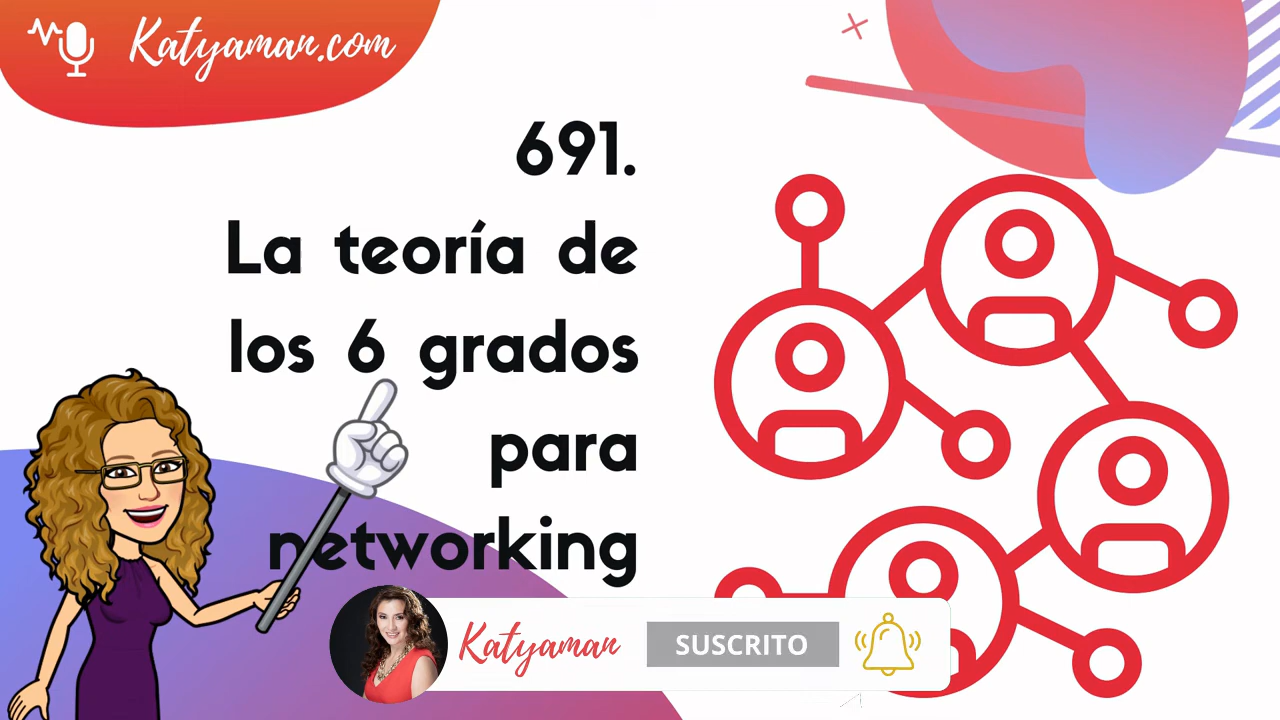 Katyaman.com
691.
La teoría de
los 6 grados
para
networking
Katyaman
SUSCRITO